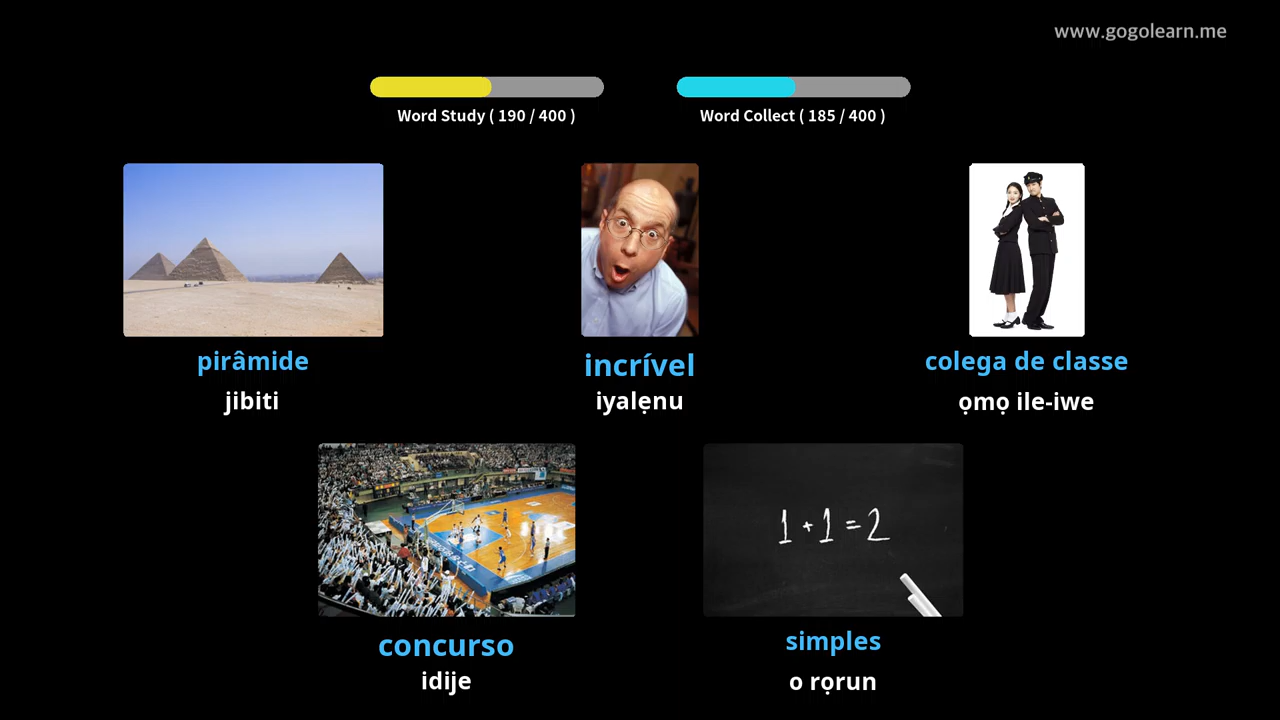 www.gogolearn.me
Word Study ( 190 / 400 )
Word Collect ( 185 / 400 )
pirâmide
jibiti
incrível
iyalẹnu
colega de classe
ọmọ ile-iwe
1 + 1 = 2
concurso
idije
simples
o rọrun